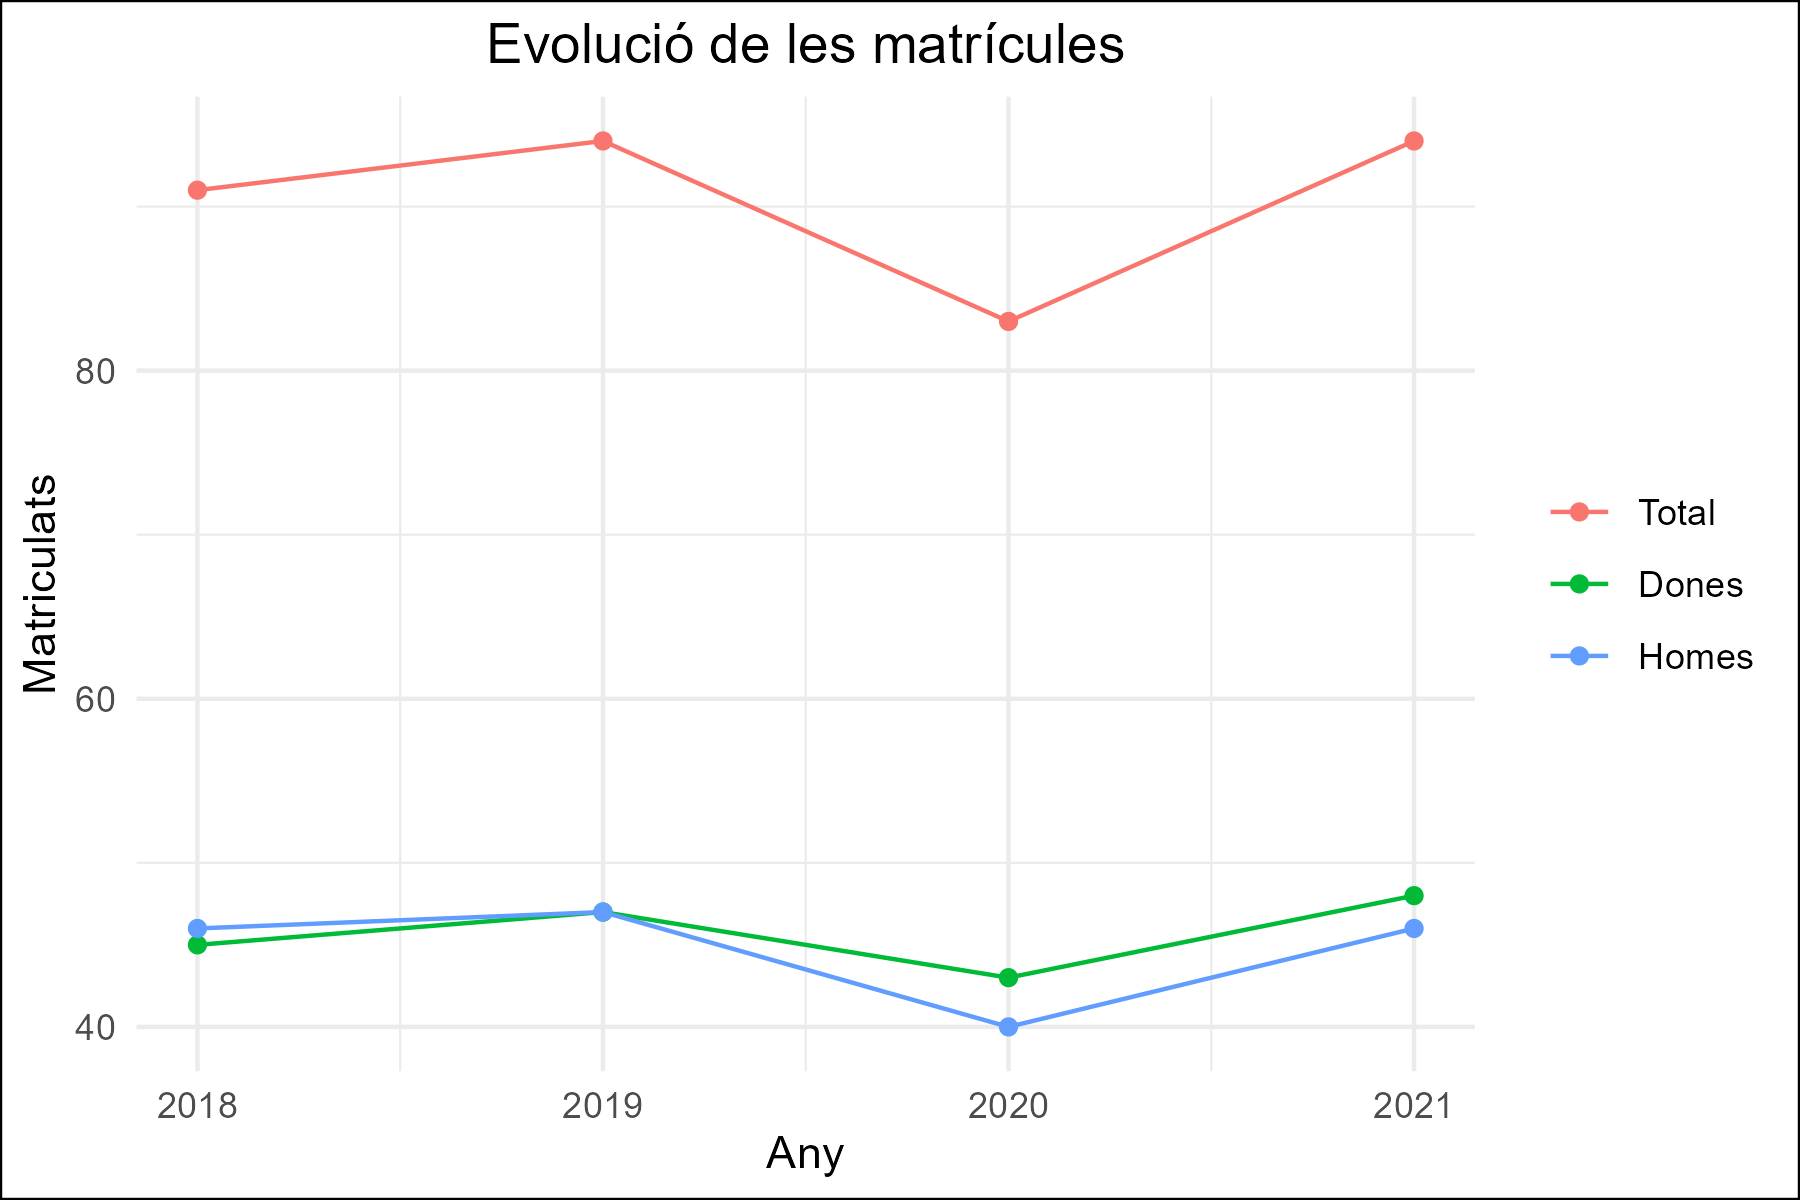 Evolució de les matrícules
Matriculats
80
60
40
2018
2019
2020
2021
Any
Total
Dones
Homes